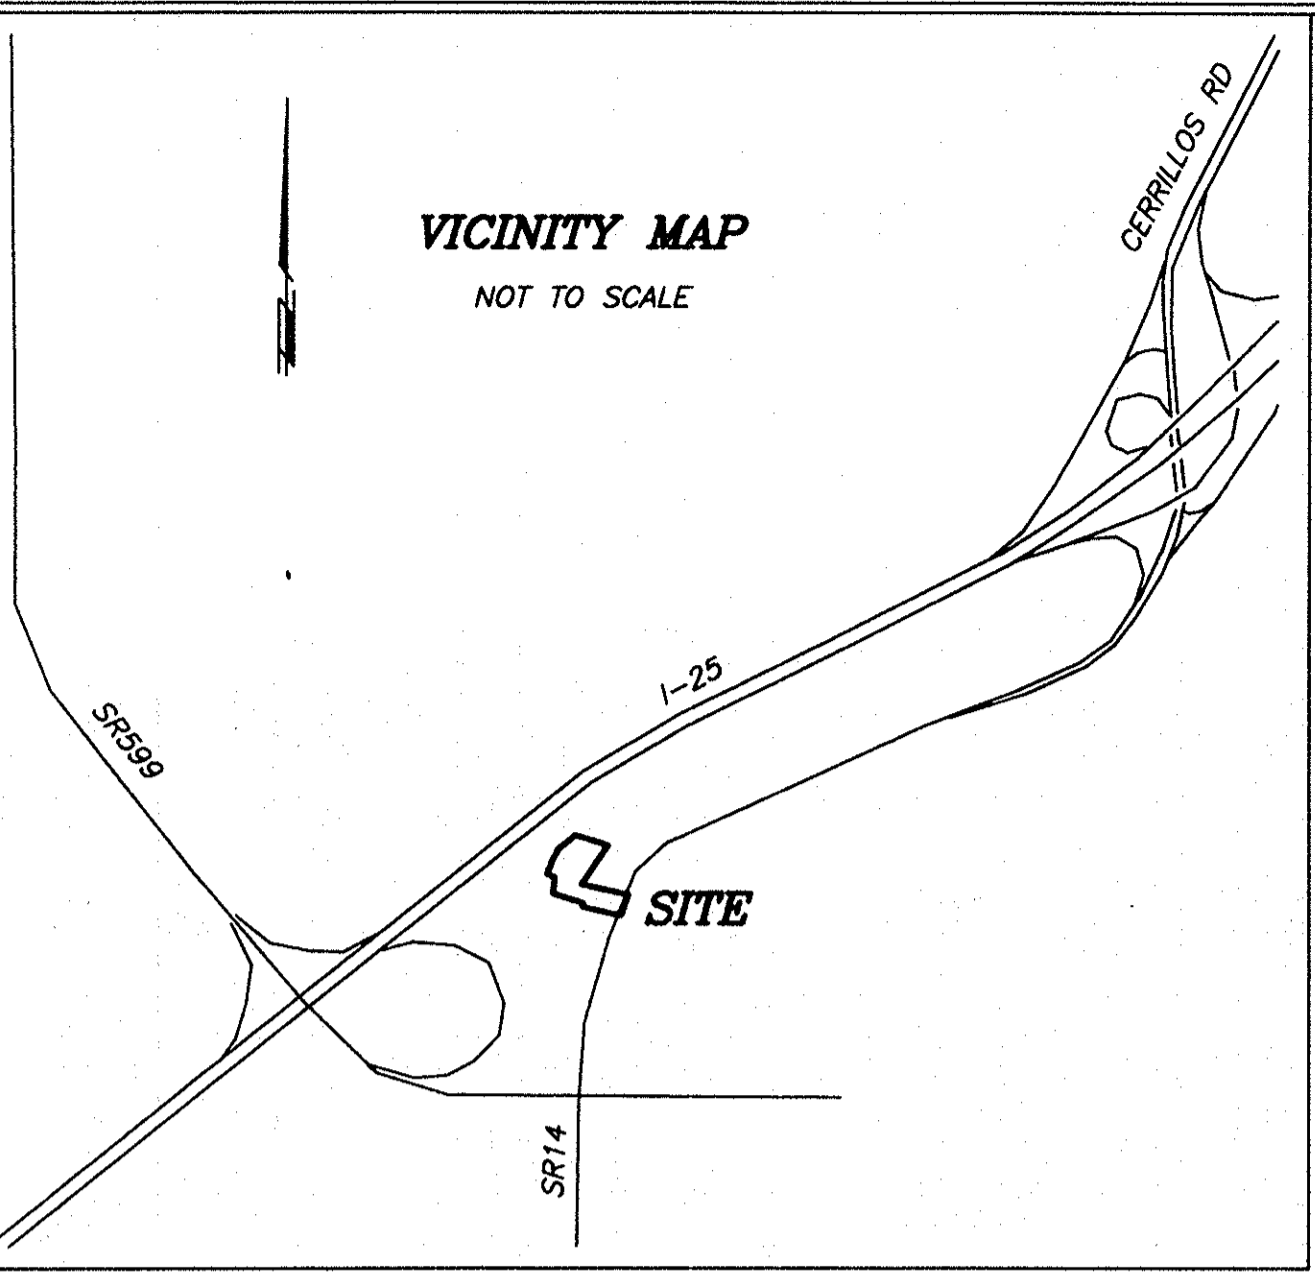 CERRILLOS RD
VICINITY MAP
NOT TO SCALE
I-25
SR599
SITE
SR14